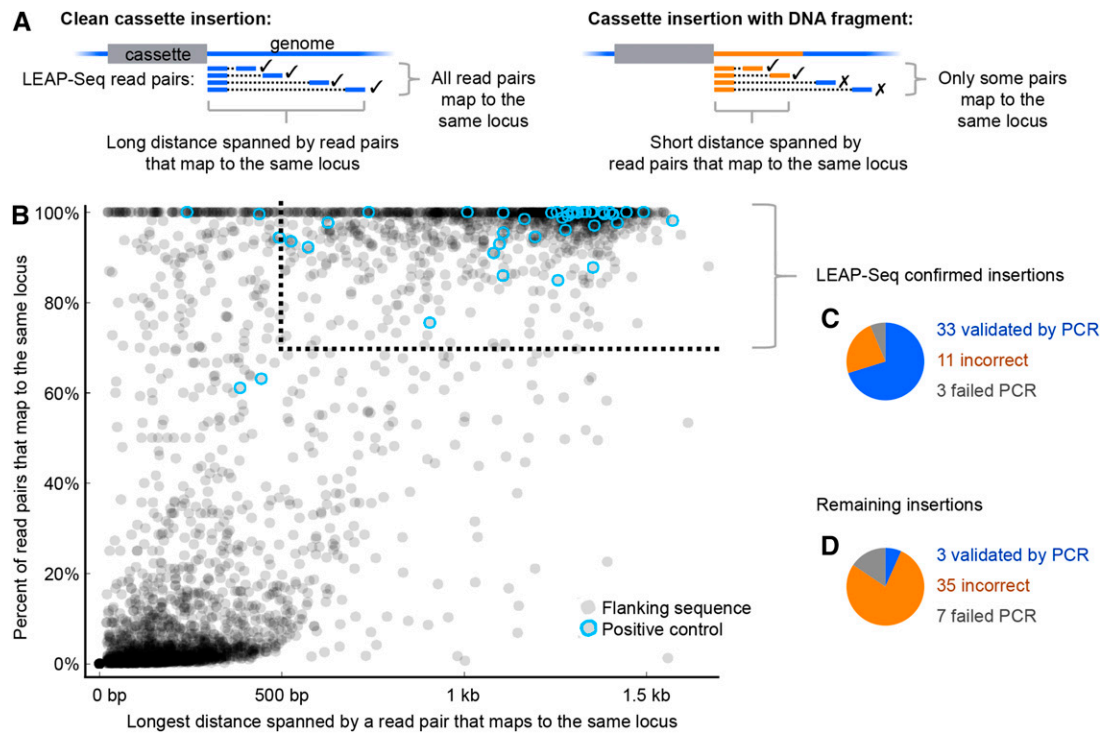 A
Clean cassette insertion:
Cassette insertion with DNA fragment:
cassette
genome
LEAP-Seq read pairs:
✓
✓
✓
✓
All read pairs
map to the
same locus
Long distance spanned by read pairs
that map to the same locus
✓
✓
✗
✗
Only some pairs
map to the
same locus
Short distance spanned by
read pairs that map to the same locus
B
Percent of read pairs that map to the same locus
100%
80%
60%
40%
20%
0%
0 bp
500 bp
1 kb
1.5 kb
Longest distance spanned by a read pair that maps to the same locus
Flanking sequence
Positive control
LEAP-Seq confirmed insertions
C
33 validated by PCR
11 incorrect
3 failed PCR
Remaining insertions
D
3 validated by PCR
35 incorrect
7 failed PCR